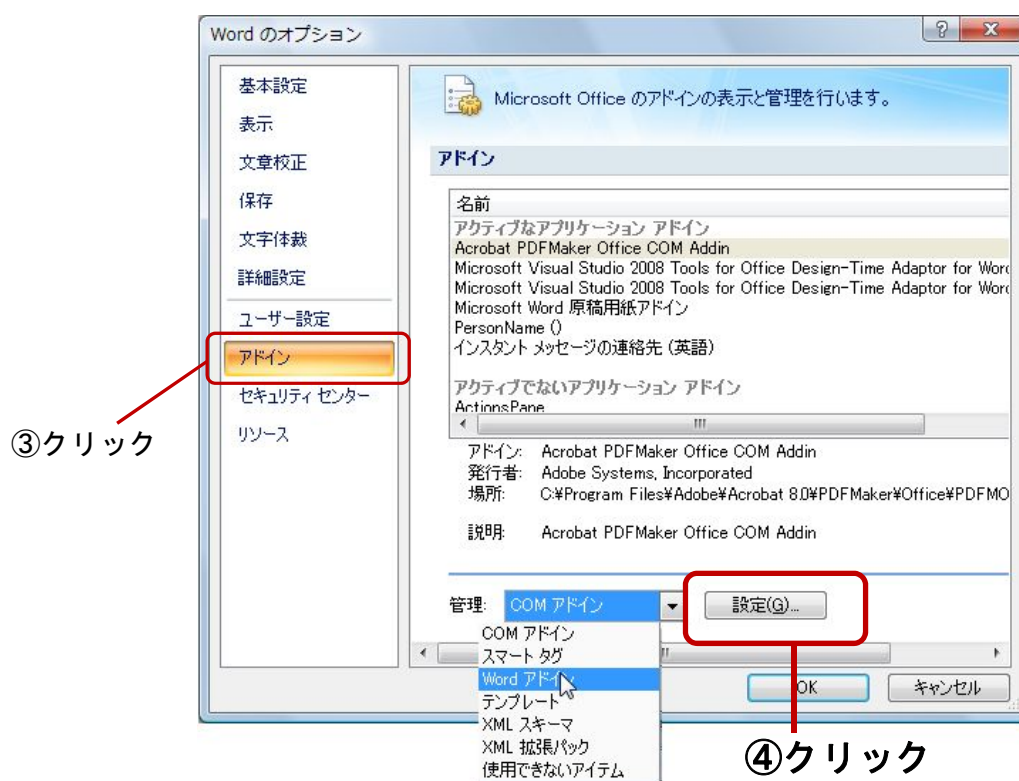 Word のオプション
基本設定
表示
文章校正
保存
文字体裁
詳細設定
ユーザー設定
アドイン
セキュリティ センター
リソース
③クリック
Microsoft Office のアドインの表示と管理を行います。
アドイン
名前
アクティブなアプリケーション アドイン
Acrobat PDFMaker Office COM Addin
Microsoft Visual Studio 2008 Tools for Office Design-Time Adaptor for Word
Microsoft Visual Studio 2008 Tools for Office Design-Time Adaptor for Word
Microsoft Word 原稿用紙アドイン
PersonName ()
インスタント メッセージの連絡先 (英語)
アクティブでないアプリケーション アドイン
ActionsPane
アドイン: Acrobat PDFMaker Office COM Addin
発行者: Adobe Systems, Incorporated
場所: C:¥Program Files¥Adobe¥Acrobat 8.0¥PDFMaker¥Office¥PDFMO
説明: Acrobat PDFMaker Office COM Addin
管理: COM アドイン 設定(G)...
COM アドイン
スマート タグ
Word アドイン
テンプレート
XML スキーマ
XML 拡張パック
使用できないアイテム
OK キャンセル
④クリック